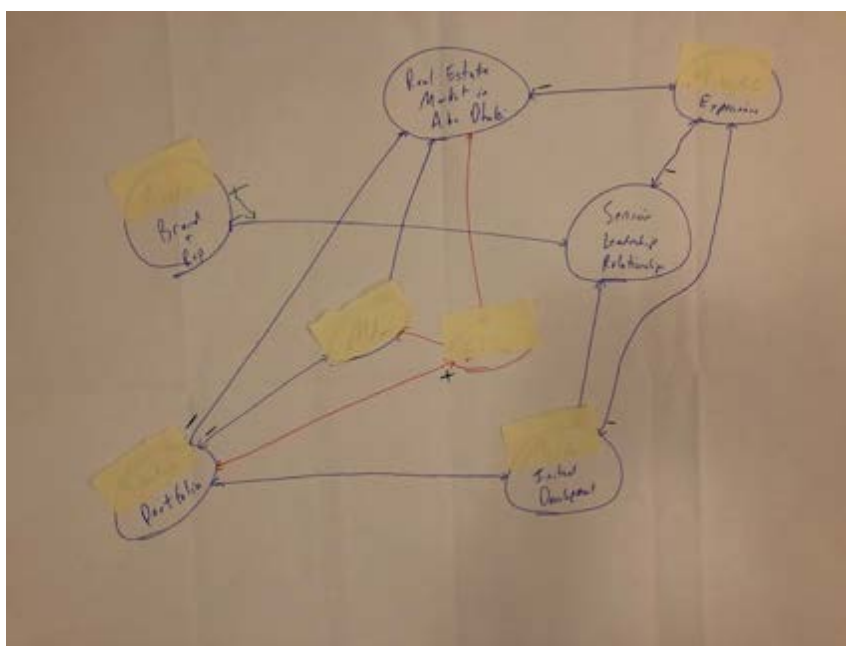 Real Estate
Market in
Abu Dhabi
Expansion
Brand
+
Rep
Senior
Leadership
Relationship
Portfolio
Initial
Development